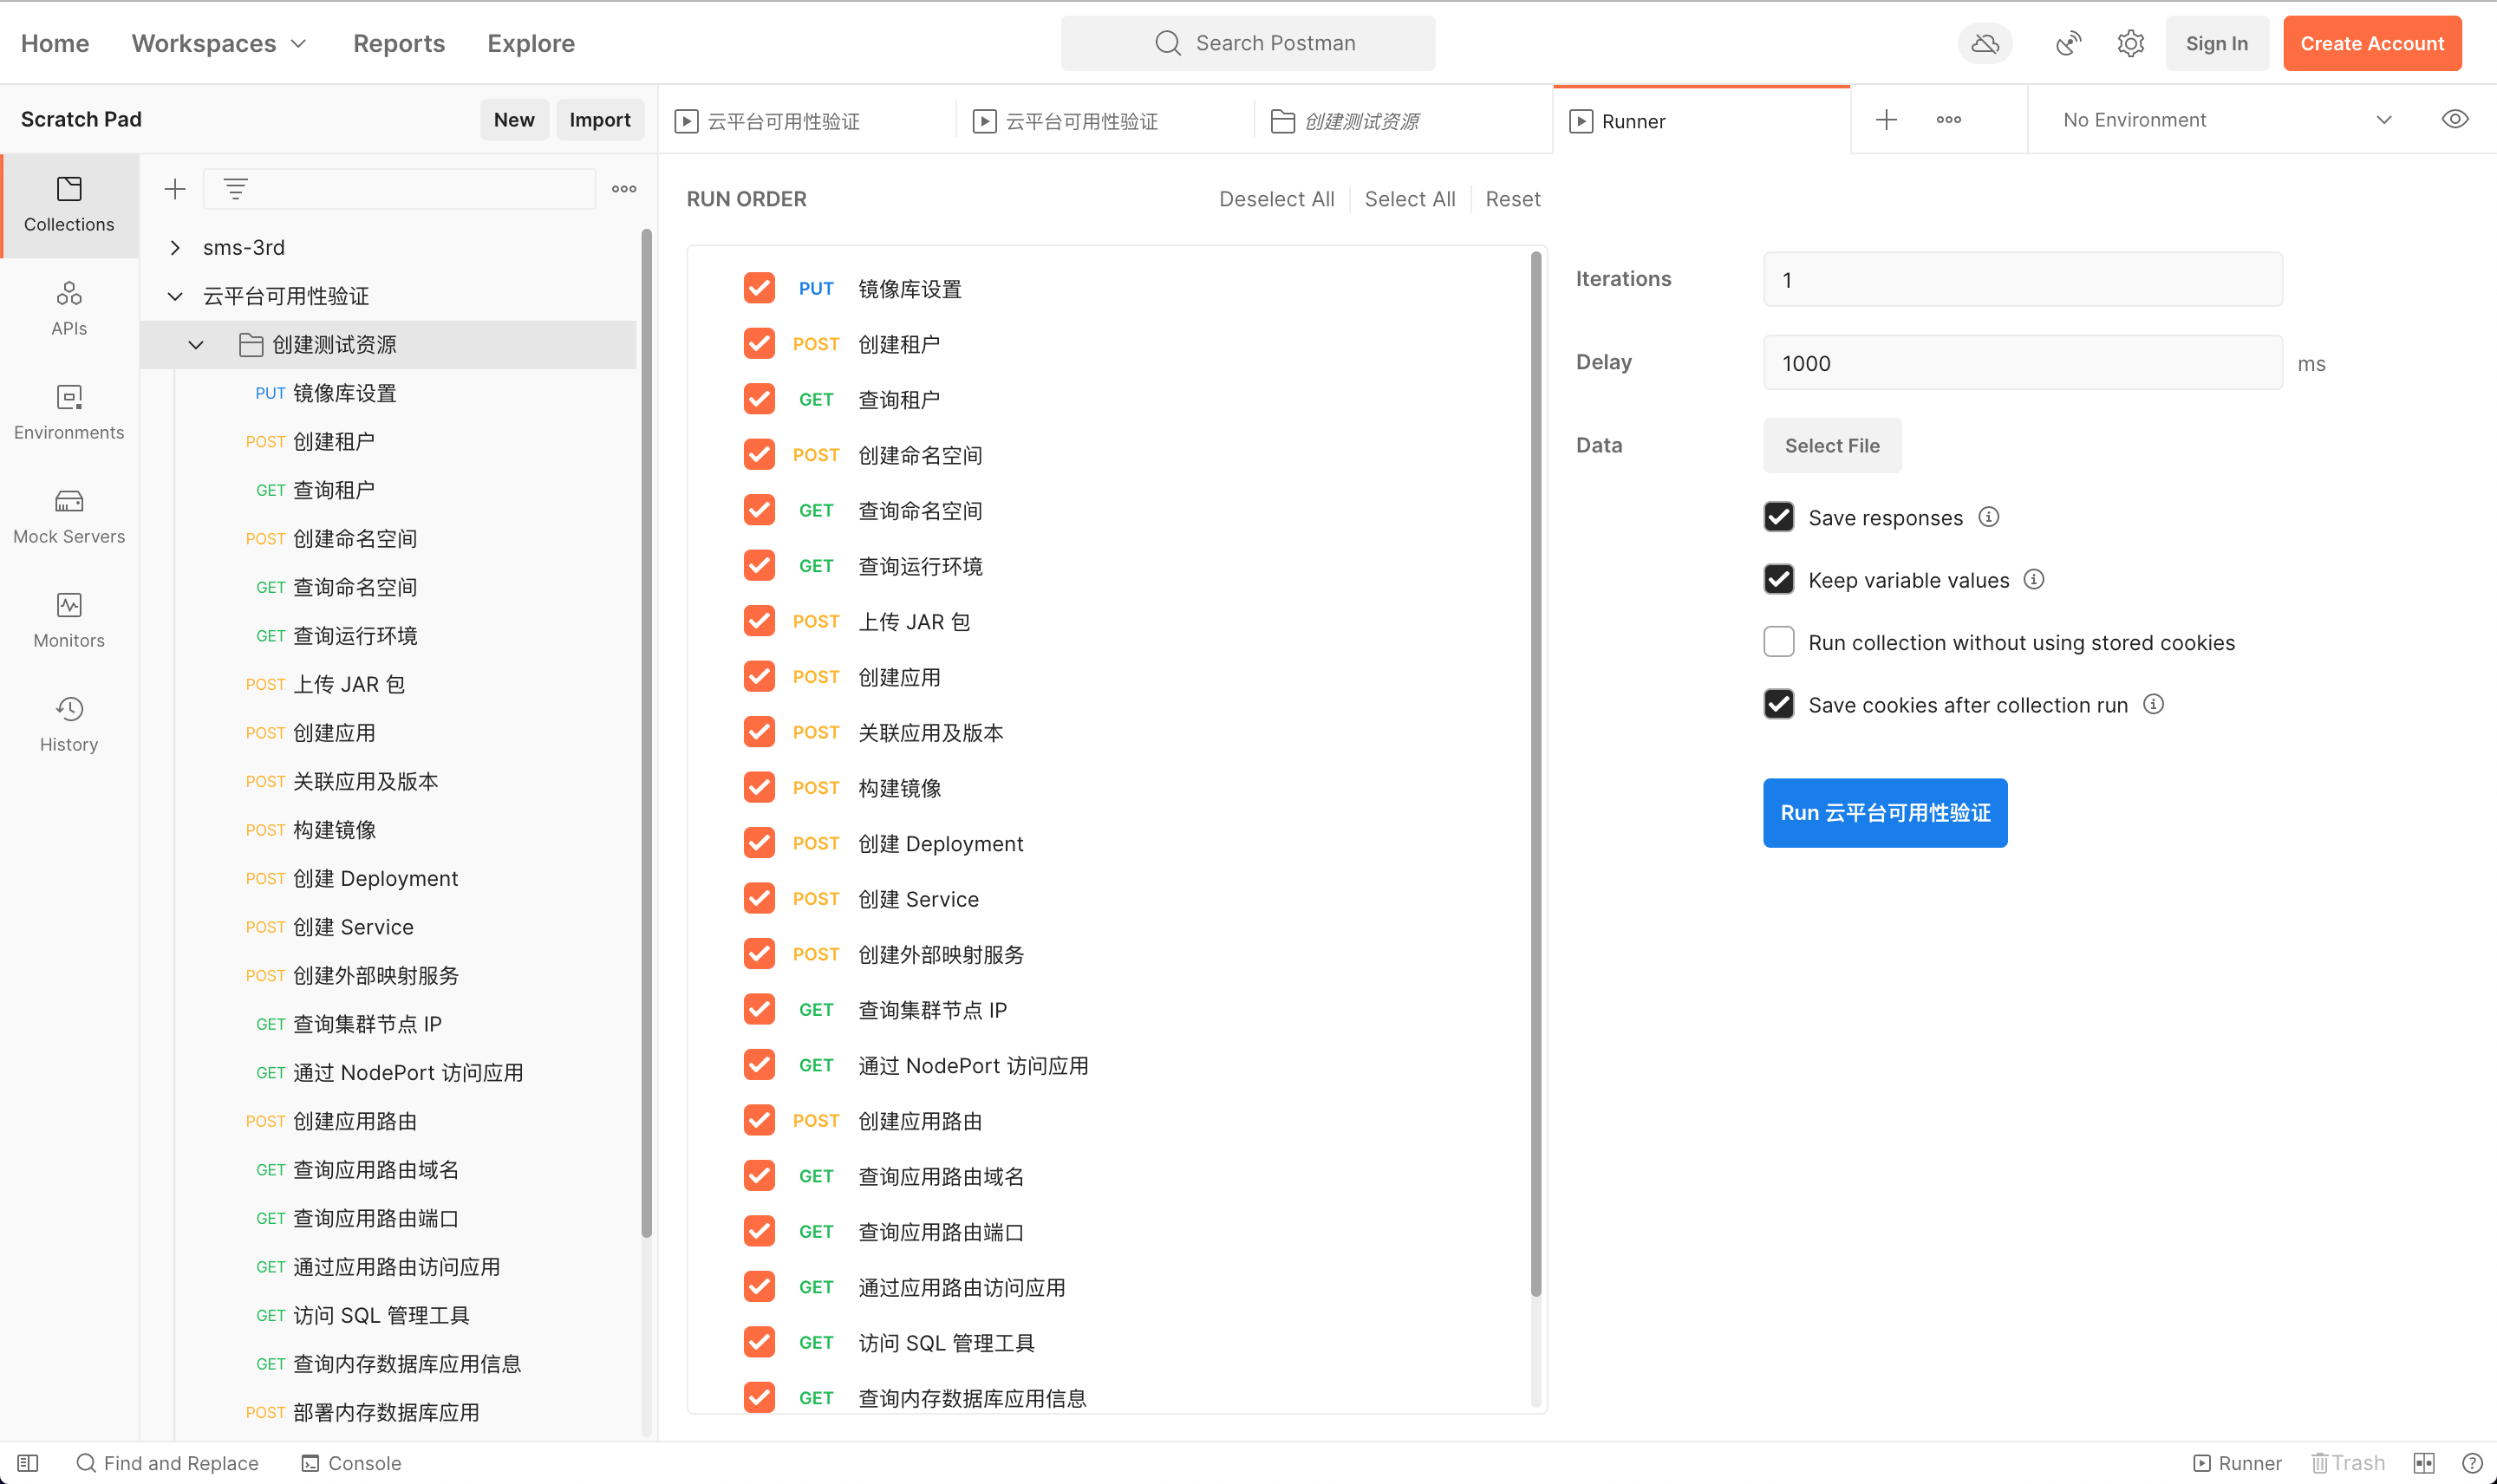 Home Workspaces Reports Explore Search Postman Sign In Create Account
Scratch Pad New Import
云平台可用性验证 云平台可用性验证 创建测试资源 Runner No Environment
Collections
APIs
Environments
Mock Servers
Monitors
History
sms-3rd
云平台可用性验证
创建测试资源
PUT 镜像库设置
POST 创建租户
GET 查询租户
POST 创建命名空间
GET 查询命名空间
GET 查询运行环境
POST 上传 JAR 包
POST 创建应用
POST 关联应用及版本
POST 构建镜像
POST 创建 Deployment
POST 创建 Service
POST 创建外部映射服务
GET 查询集群节点 IP
GET 通过 NodePort 访问应用
POST 创建应用路由
GET 查询应用路由域名
GET 查询应用路由端口
GET 通过应用路由访问应用
GET 访问 SQL 管理工具
GET 查询内存数据库应用信息
POST 部署内存数据库应用
RUN ORDER Deselect All Select All Reset
PUT 镜像库设置
POST 创建租户
GET 查询租户
POST 创建命名空间
GET 查询命名空间
GET 查询运行环境
POST 上传 JAR 包
POST 创建应用
POST 关联应用及版本
POST 构建镜像
POST 创建 Deployment
POST 创建 Service
POST 创建外部映射服务
GET 查询集群节点 IP
GET 通过 NodePort 访问应用
POST 创建应用路由
GET 查询应用路由域名
GET 查询应用路由端口
GET 通过应用路由访问应用
GET 访问 SQL 管理工具
GET 查询内存数据库应用信息
Iterations 1
Delay 1000 ms
Data Select File
Save responses
Keep variable values
Run collection without using stored cookies
Save cookies after collection run
Run 云平台可用性验证
Find and Replace Console Runner Trash